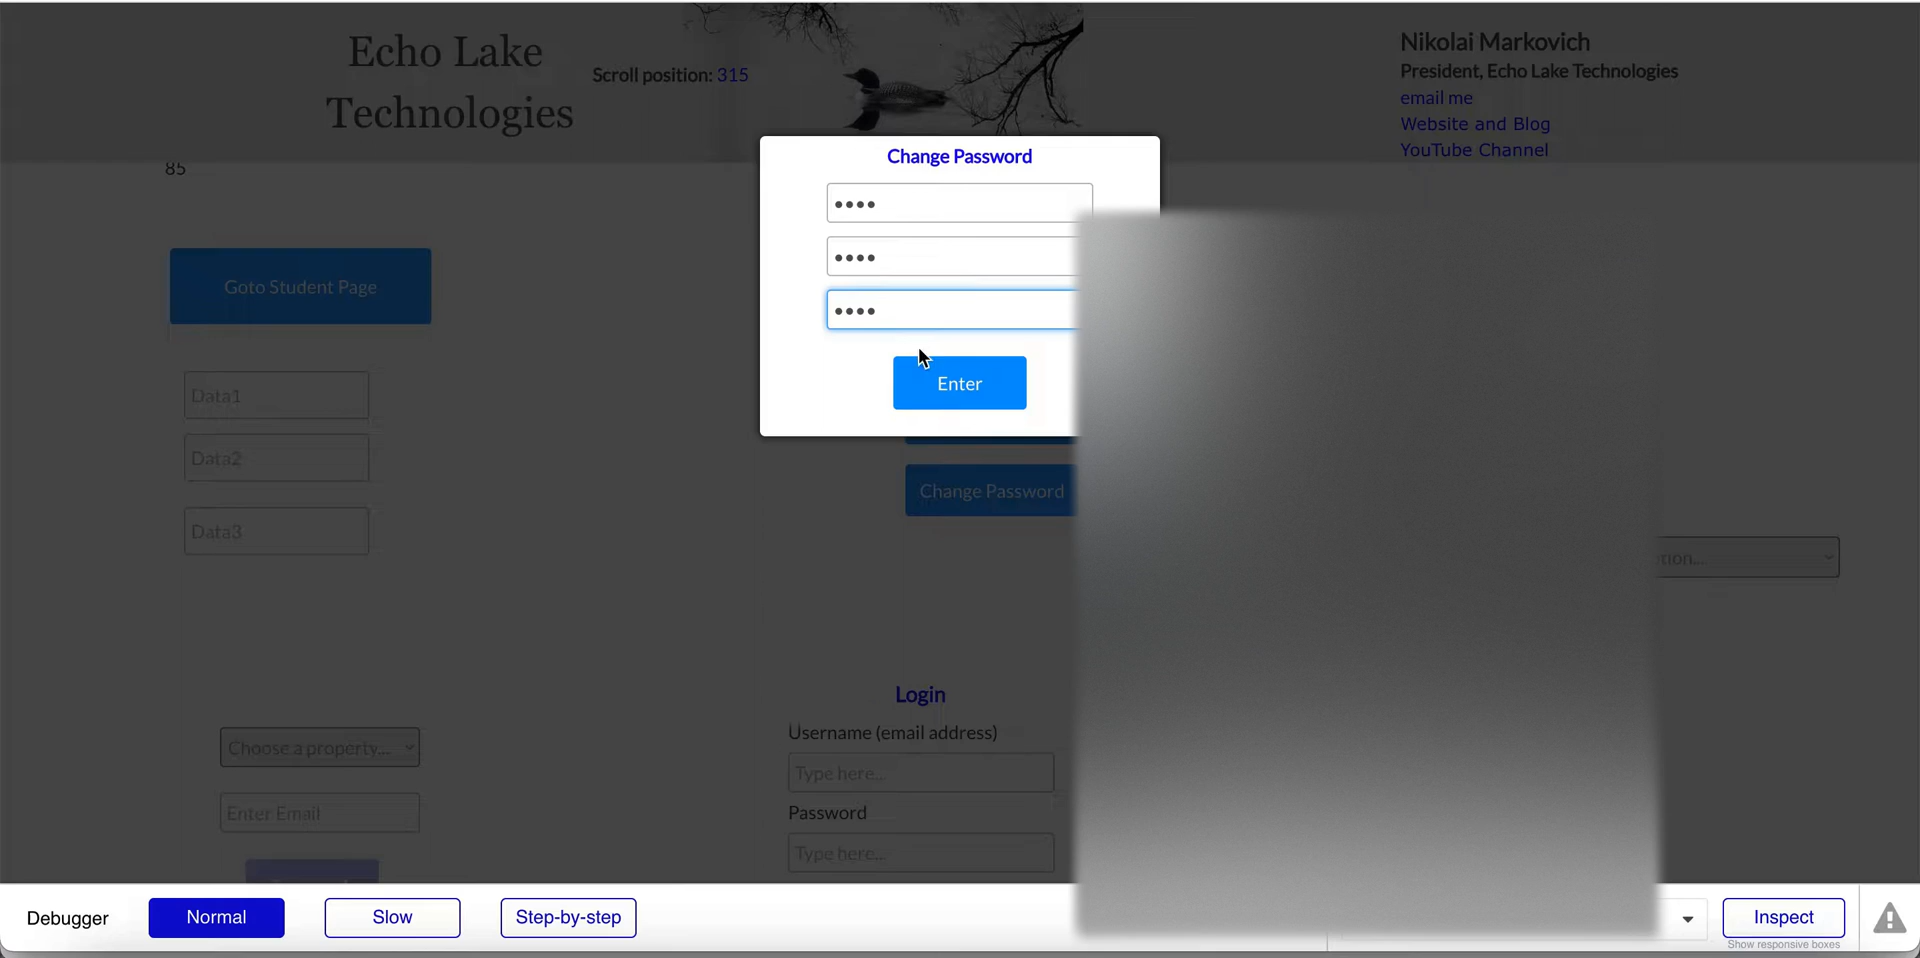 Echo Lake
Technologies
Scroll position: 315
Nikolai Markovich
President, Echo Lake Technologies
email me
Website and Blog
YouTube Channel
85
Change Password
••••
••••
••••
Enter
Goto Student Page
Data1
Data2
Data3
Change Password
Choose a property...
Enter Email
Login
Username (email address)
Type here...
Password
Type here...
Debugger
Normal
Slow
Step-by-step
Inspect
Show responsive boxes